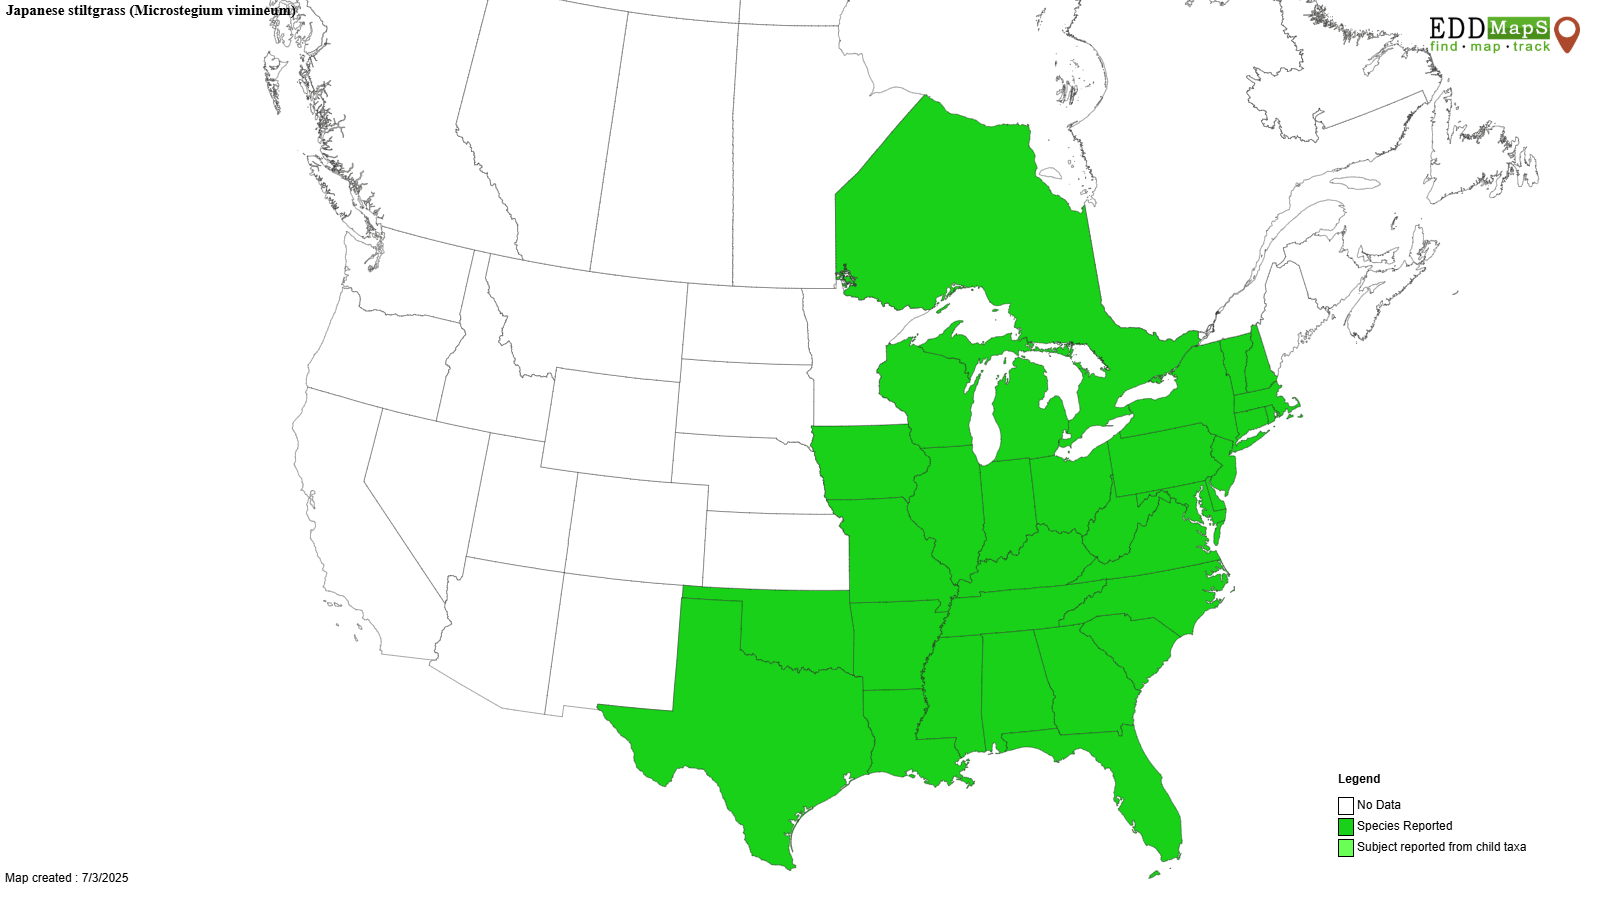 Japanese stiltgrass (Microstegium vimineum)
EDDMapS
find · map · track
Legend
No Data
Species Reported
Subject reported from child taxa
Map created : 7/3/2025